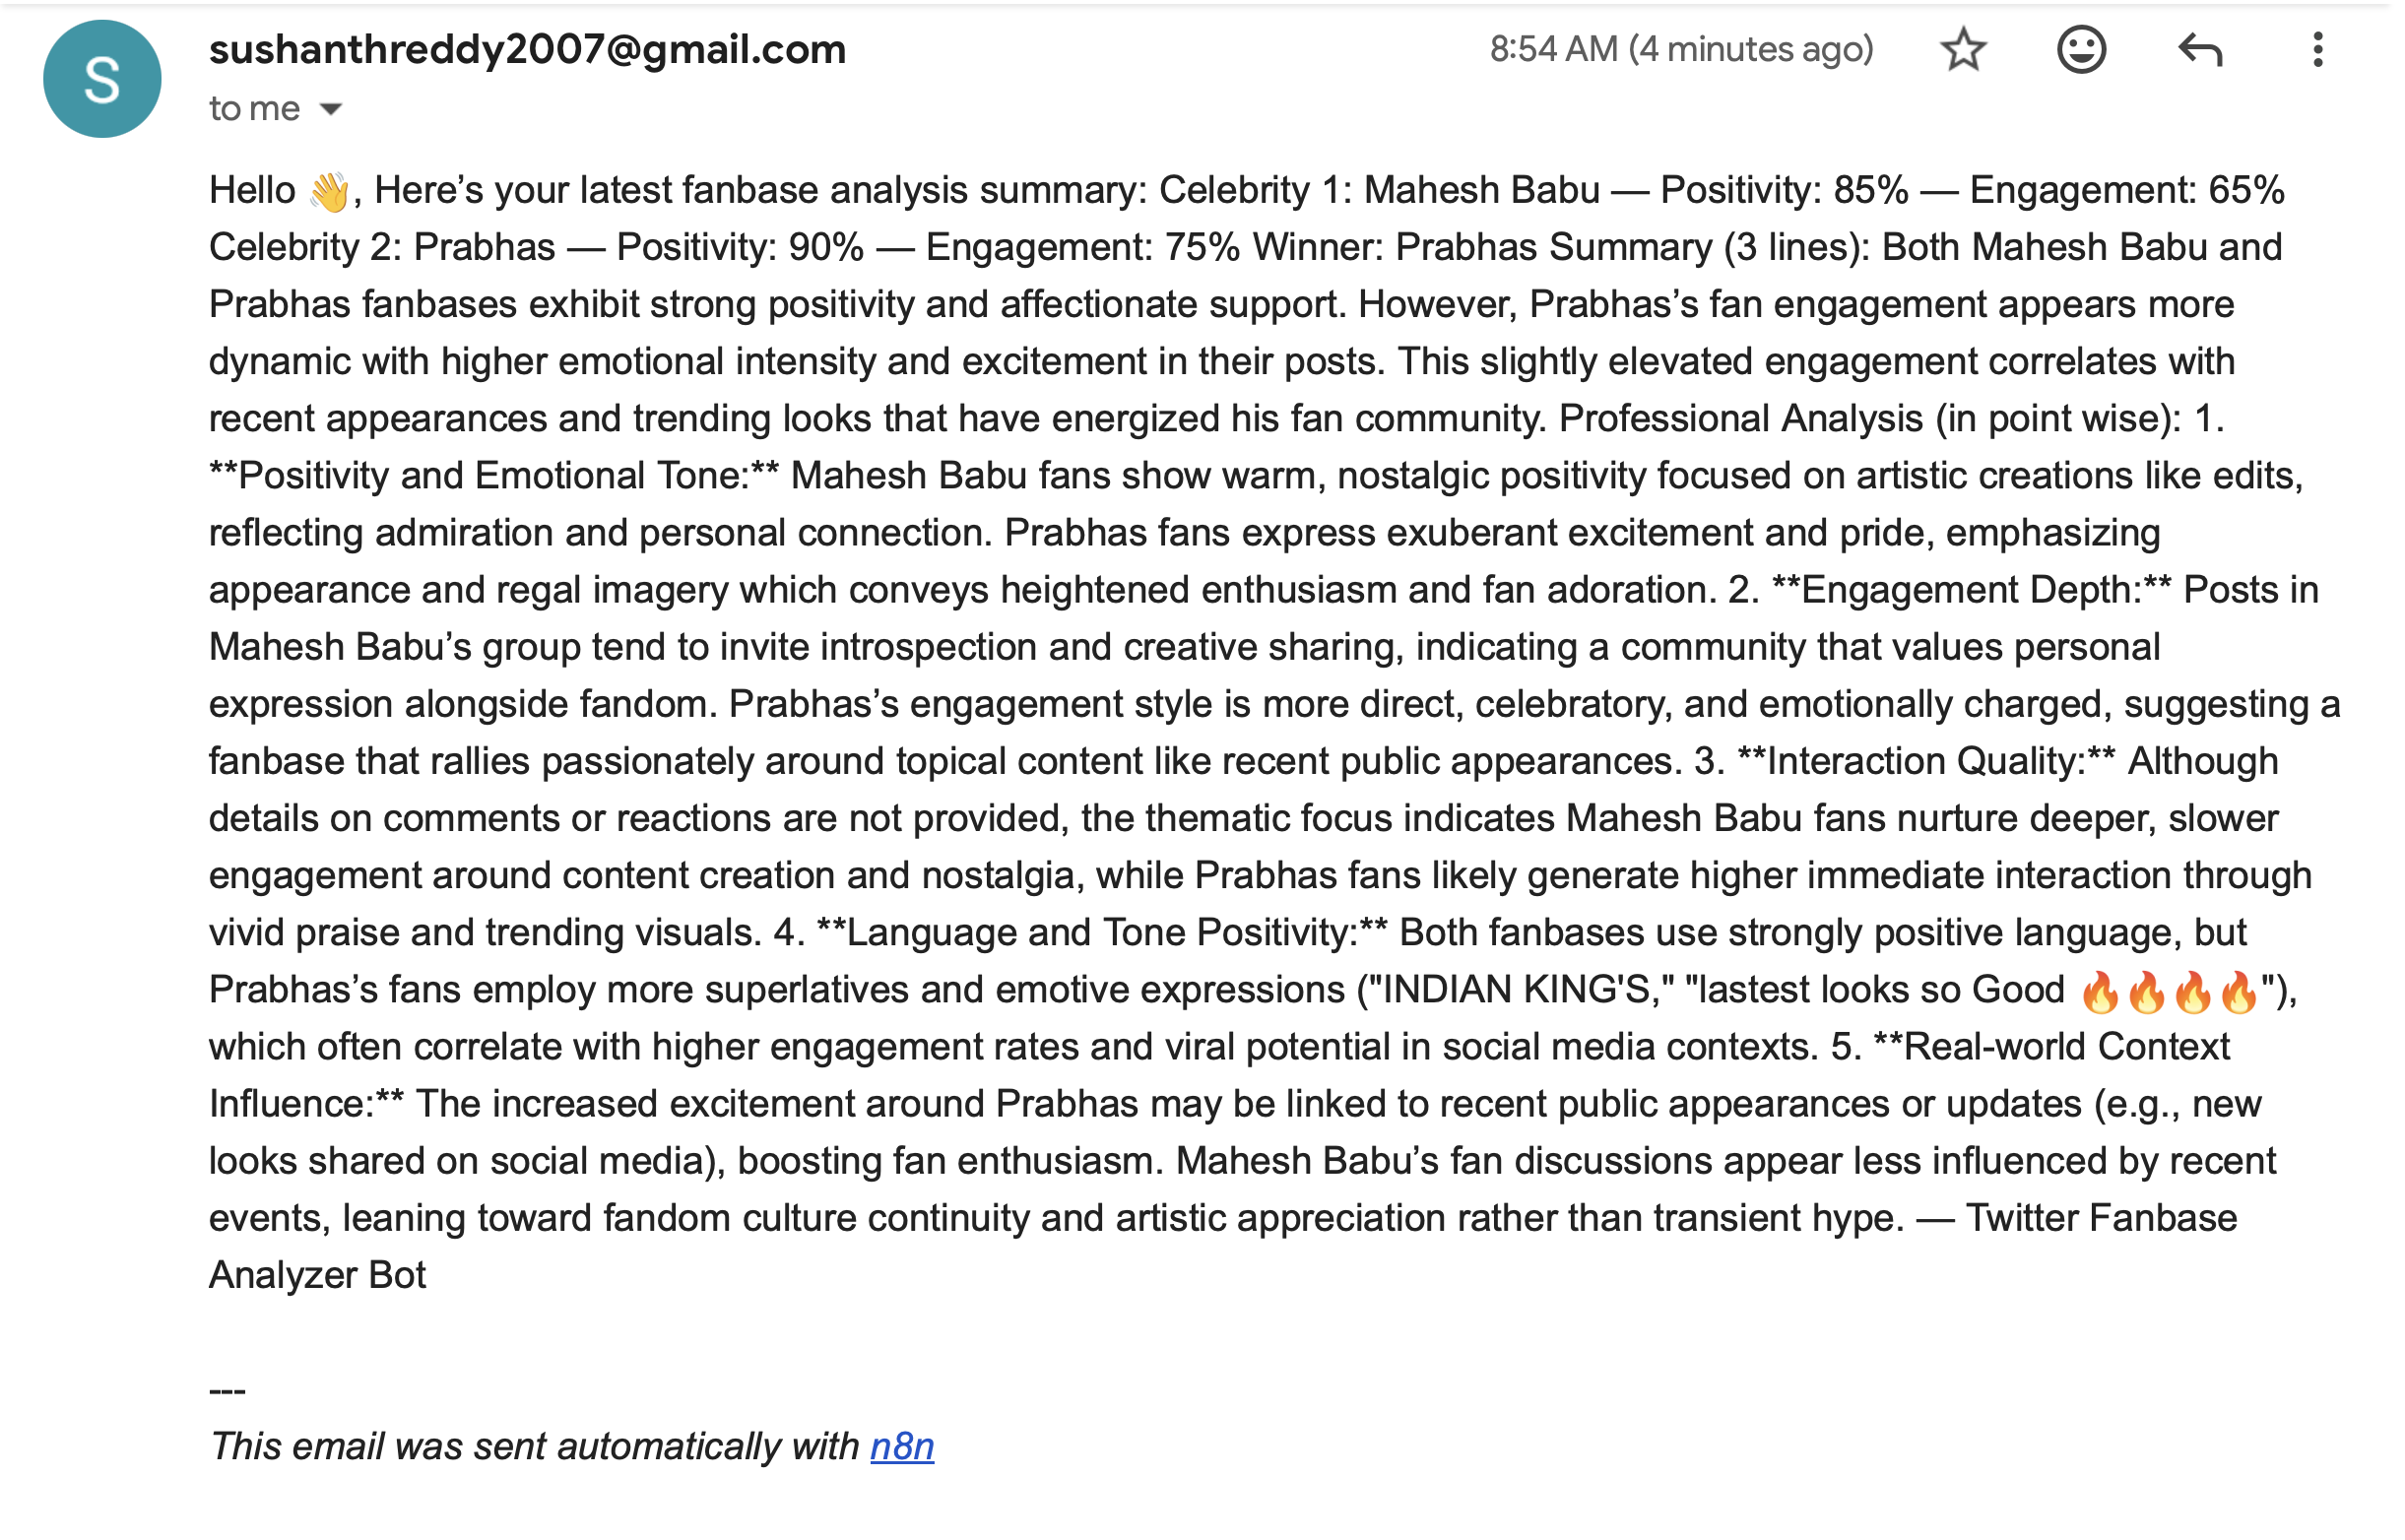 S
sushanthreddy2007@gmail.com
8:54 AM (4 minutes ago)
to me
Hello 👋, Here’s your latest fanbase analysis summary: Celebrity 1: Mahesh Babu — Positivity: 85% — Engagement: 65%
Celebrity 2: Prabhas — Positivity: 90% — Engagement: 75% Winner: Prabhas Summary (3 lines): Both Mahesh Babu and
Prabhas fanbases exhibit strong positivity and affectionate support. However, Prabhas’s fan engagement appears more
dynamic with higher emotional intensity and excitement in their posts. This slightly elevated engagement correlates with
recent appearances and trending looks that have energized his fan community. Professional Analysis (in point wise): 1.
**Positivity and Emotional Tone:** Mahesh Babu fans show warm, nostalgic positivity focused on artistic creations like edits,
reflecting admiration and personal connection. Prabhas fans express exuberant excitement and pride, emphasizing
appearance and regal imagery which conveys heightened enthusiasm and fan adoration. 2. **Engagement Depth:** Posts in
Mahesh Babu’s group tend to invite introspection and creative sharing, indicating a community that values personal
expression alongside fandom. Prabhas’s engagement style is more direct, celebratory, and emotionally charged, suggesting a
fanbase that rallies passionately around topical content like recent public appearances. 3. **Interaction Quality:** Although
details on comments or reactions are not provided, the thematic focus indicates Mahesh Babu fans nurture deeper, slower
engagement around content creation and nostalgia, while Prabhas fans likely generate higher immediate interaction through
vivid praise and trending visuals. 4. **Language and Tone Positivity:** Both fanbases use strongly positive language, but
Prabhas’s fans employ more superlatives and emotive expressions ("INDIAN KING'S," "lastest looks so Good 🔥🔥🔥🔥"),
which often correlate with higher engagement rates and viral potential in social media contexts. 5. **Real-world Context
Influence:** The increased excitement around Prabhas may be linked to recent public appearances or updates (e.g., new
looks shared on social media), boosting fan enthusiasm. Mahesh Babu’s fan discussions appear less influenced by recent
events, leaning toward fandom culture continuity and artistic appreciation rather than transient hype. — Twitter Fanbase
Analyzer Bot
---
This email was sent automatically with n8n